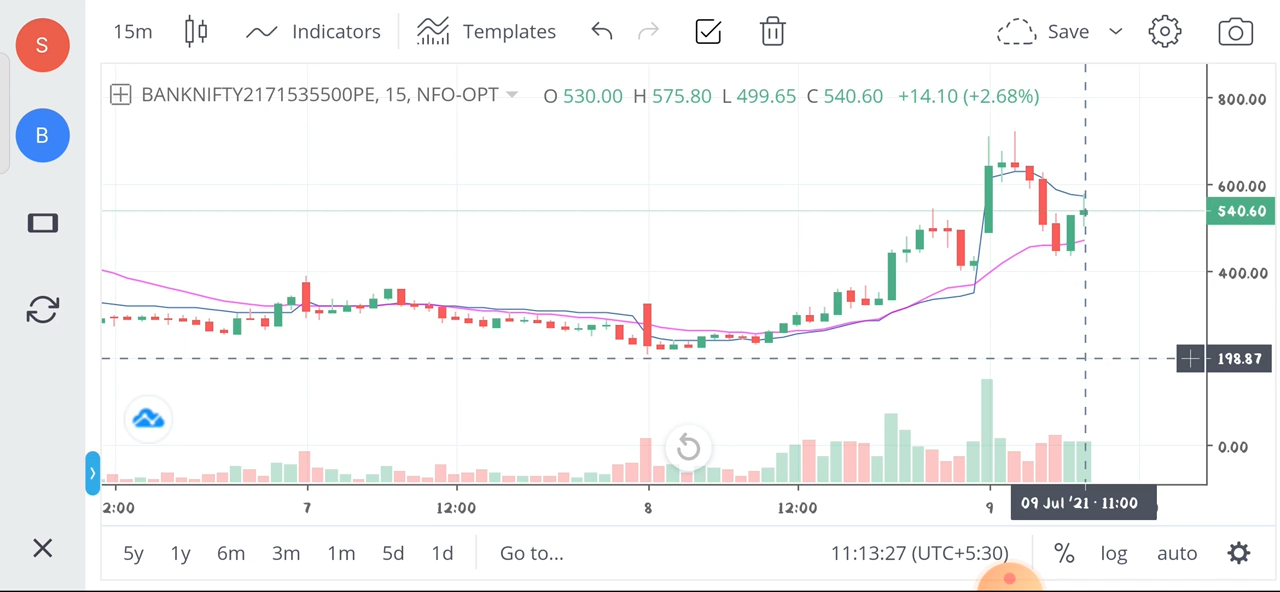 S
B
15m Indicators Templates Save
BANKNIFTY2171535500PE, 15, NFO-OPT O 530.00 H 575.80 L 499.65 C 540.60 +14.10 (+2.68%)
800.00
600.00
540.60
400.00
198.87
0.00
2:00 7 12:00 8 12:00 9 09 Jul '21 · 11:00
5y 1y 6m 3m 1m 5d 1d Go to... 11:13:27 (UTC+5:30) % log auto